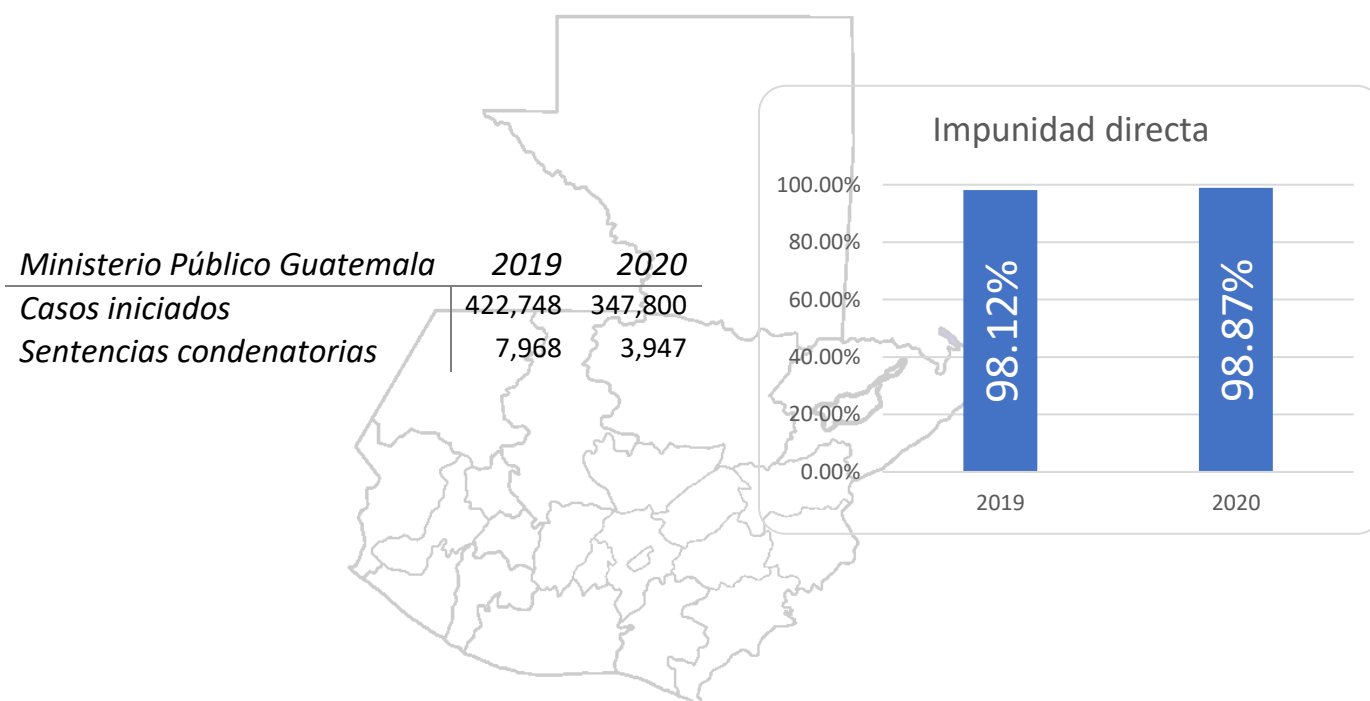 Ministerio Público Guatemala 2019 2020
Casos iniciados 422,748 347,800
Sentencias condenatorias 7,968 3,947
Impunidad directa
100.00%
80.00%
60.00%
40.00%
20.00%
0.00%
98.12%
98.87%
2019 2020